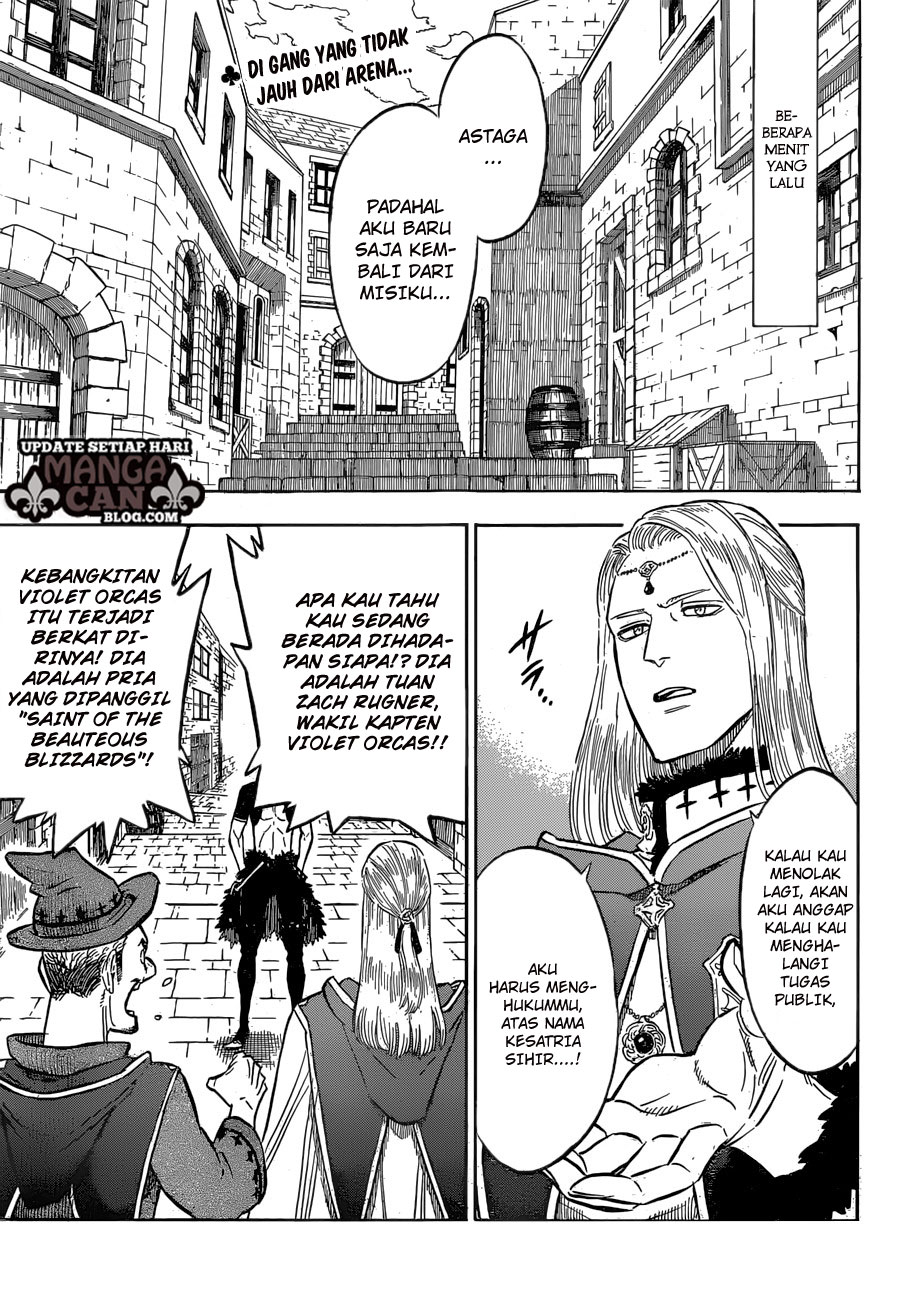 BE-
BERAPA
MENIT
YANG
LALU
♣ DI GANG YANG TIDAK
JAUH DARI ARENA...
ASTAGA
...
PADAHAL
AKU BARU
SAJA KEM-
BALI DARI
MISIKU...
UPDATE SETIAP HARI
MANGA
CAN
BLOG.COM
KALAU KAU
MENOLAK
LAGI, AKAN
AKU ANGGAP
KALAU KAU
MENGHA-
LANGI
TUGAS
PUBLIK,
AKU
HARUS MENG-
HUKUMMU,
ATAS NAMA
KESATRIA
SIHIR....!
APA KAU TAHU
KAU SEDANG
BERADA DIHADA-
PAN SIAPA!? DIA
ADALAH TUAN
ZACH RUGNER,
WAKIL KAPTEN
VIOLET ORCAS!!
KEBANGKITAN
VIOLET ORCAS
ITU TERJADI
BERKAT DI-
RINYA! DIA
ADALAH PRIA
YANG DIPANGGIL
"SAINT OF THE
BEAUTEOUS
BLIZZARDS"!